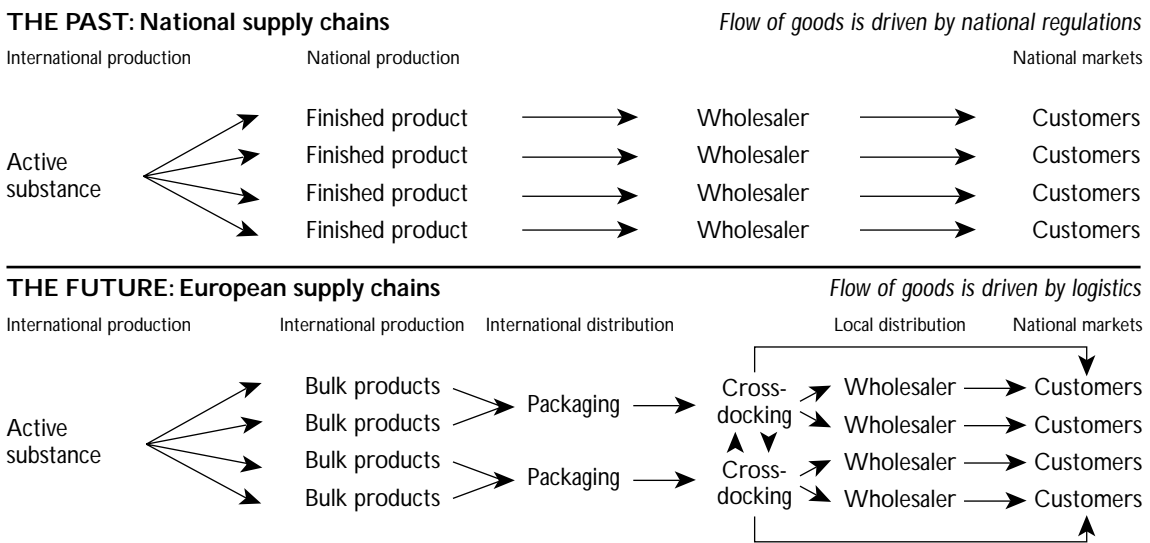 THE PAST: National supply chains Flow of goods is driven by national regulations
International production National production National markets
Finished product Wholesaler Customers
Active
substance
Finished product Wholesaler Customers
Finished product Wholesaler Customers
Finished product Wholesaler Customers
THE FUTURE: European supply chains Flow of goods is driven by logistics
International production International production International distribution Local distribution National markets
Active
substance
Bulk products
Bulk products
Bulk products
Bulk products
Packaging
Packaging
Cross-
docking
Cross-
docking
Wholesaler Customers
Wholesaler Customers
Wholesaler Customers
Wholesaler Customers